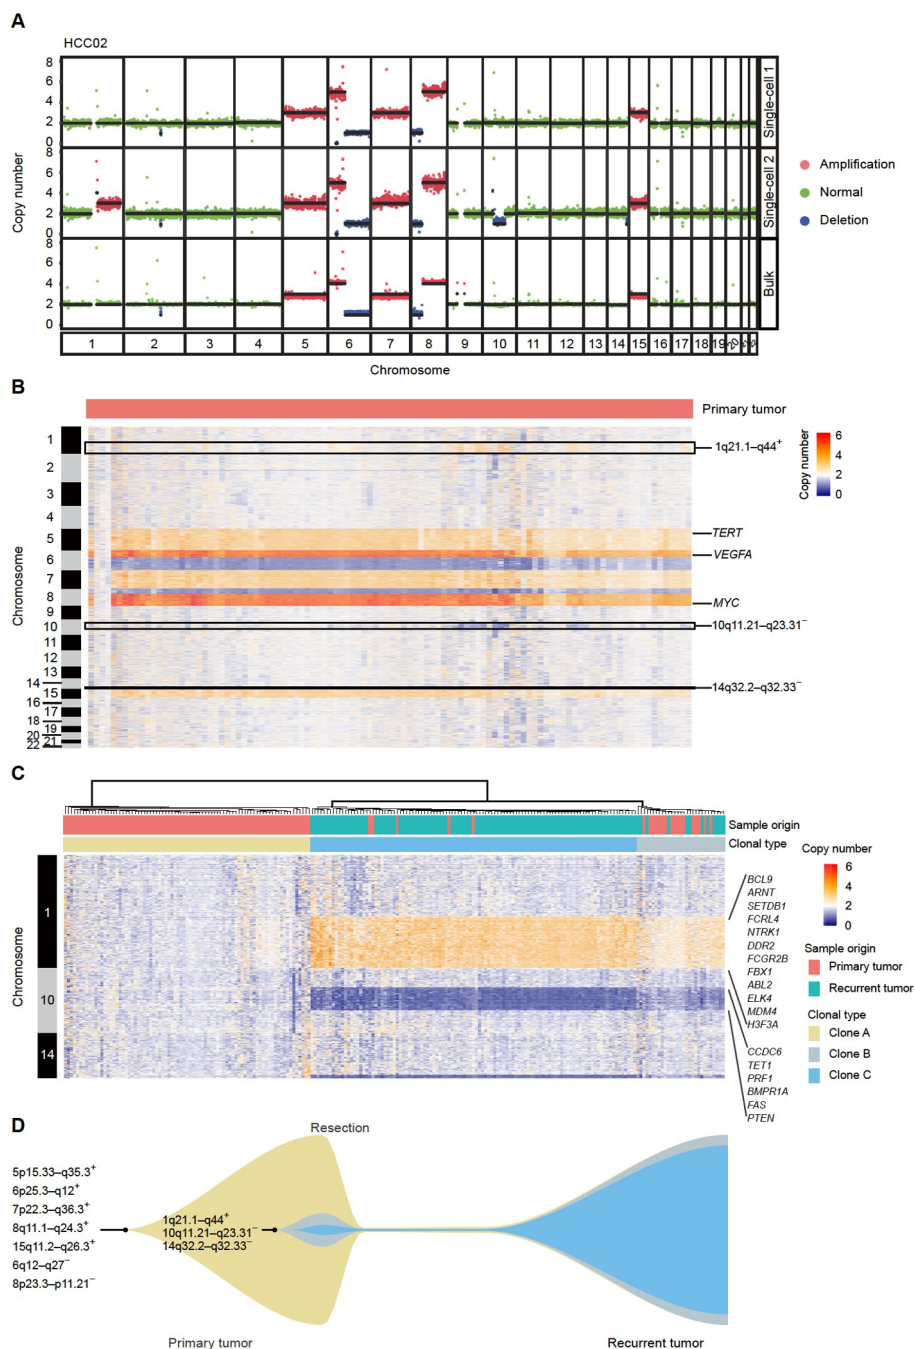 A
HCC02
8
6
4
2
0
Single-cell 1
8
6
4
2
0
Single-cell 2
8
6
4
2
0
Bulk
Copy number
Amplification
Normal
Deletion
1 2 3 4 5 6 7 8 9 10 11 12 13 14 15 16 17 18 19 20
Chromosome
B
Primary tumor
Chromosome
1
2
3
4
5
6
7
8
9
10
11
12
13
14
15
16
17
18
19
20
21
22
1q21.1–q44⁺
TERT
VEGFA
MYC
10q11.21–q23.31⁻
14q32.2–q32.33⁻
Copy number
6
4
2
0
C
Sample origin
Clonal type
Chromosome
1
10
14
BCL9
ARNT
SETDB1
FCRL4
NTRK1
DDR2
FCGR2B
FBX1
ABL2
ELK4
MDM4
H3F3A
CCDC6
TET1
PRF1
BMPR1A
FAS
PTEN
Copy number
6
4
2
0
Sample origin
Primary tumor
Recurrent tumor
Clonal type
Clone A
Clone B
Clone C
D
Resection
5p15.33–q35.3⁺
6p25.3–q12⁺
7p22.3–q36.3⁺
8q11.1–q24.3⁺
15q11.2–q26.3⁺
6q12–q27⁻
8p23.3–p11.21⁻
1q21.1–q44⁺
10q11.21–q23.31⁻
14q32.2–q32.33⁻
Primary tumor
Recurrent tumor